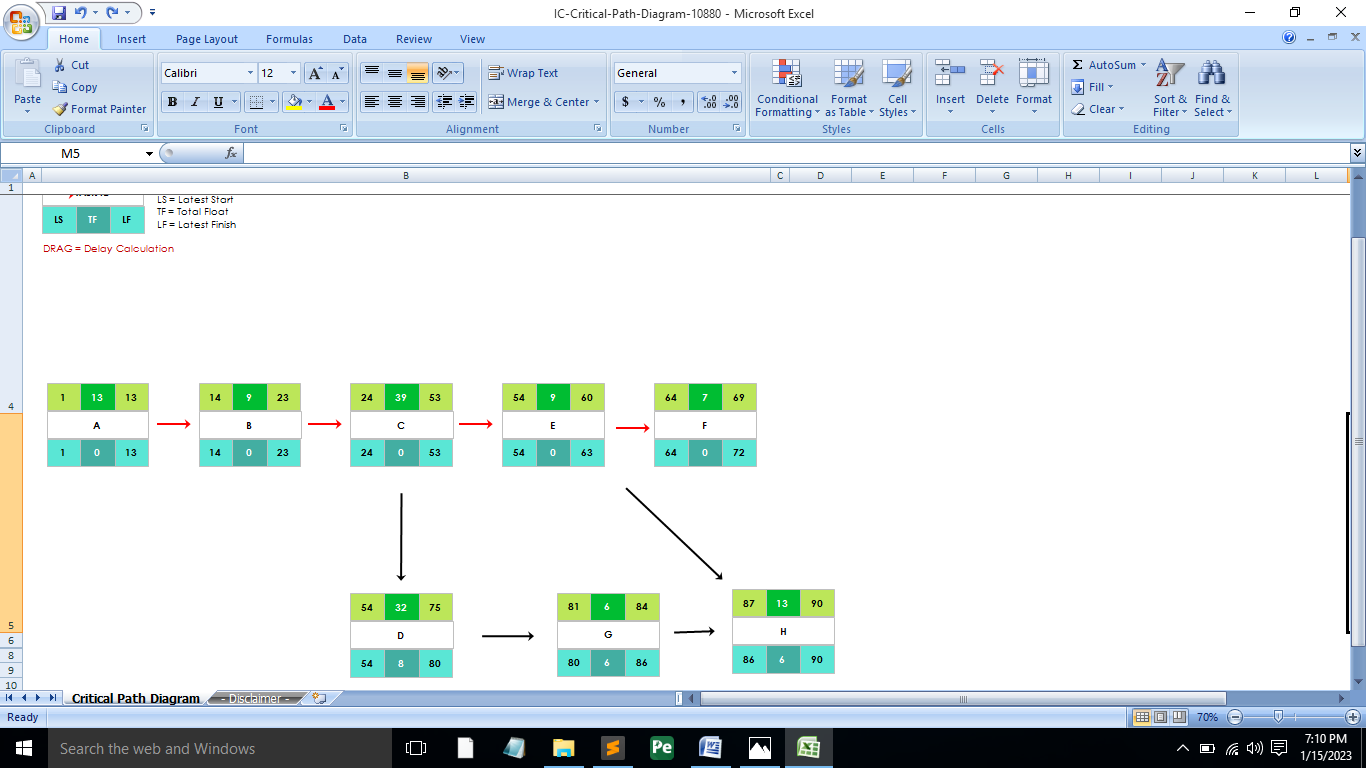 IC-Critical-Path-Diagram-10880 - Microsoft Excel
Home Insert Page Layout Formulas Data Review View
Cut
Copy
Format Painter
Paste
Clipboard
Calibri 12
B I U
Font
Wrap Text
Merge & Center
Alignment
General
$ % ,
Number
Conditional Formatting
Format as Table
Cell Styles
Styles
Insert Delete Format
Cells
Σ AutoSum
Fill
Clear
Sort & Filter
Find & Select
Editing
M5 fx
A B C D E F G H I J K L
1
4
5
6
8
9
10
LS TF LF
LS = Latest Start
TF = Total Float
LF = Latest Finish
DRAG = Delay Calculation
1 13 13
A
1 0 13
14 9 23
B
14 0 23
24 39 53
C
24 0 53
54 9 60
E
54 0 63
64 7 69
F
64 0 72
54 32 75
D
54 8 80
81 6 84
G
80 6 86
87 13 90
H
86 6 90
Critical Path Diagram - Disclaimer -
Ready 70%
Search the web and Windows
Pe
7:10 PM
1/15/2023